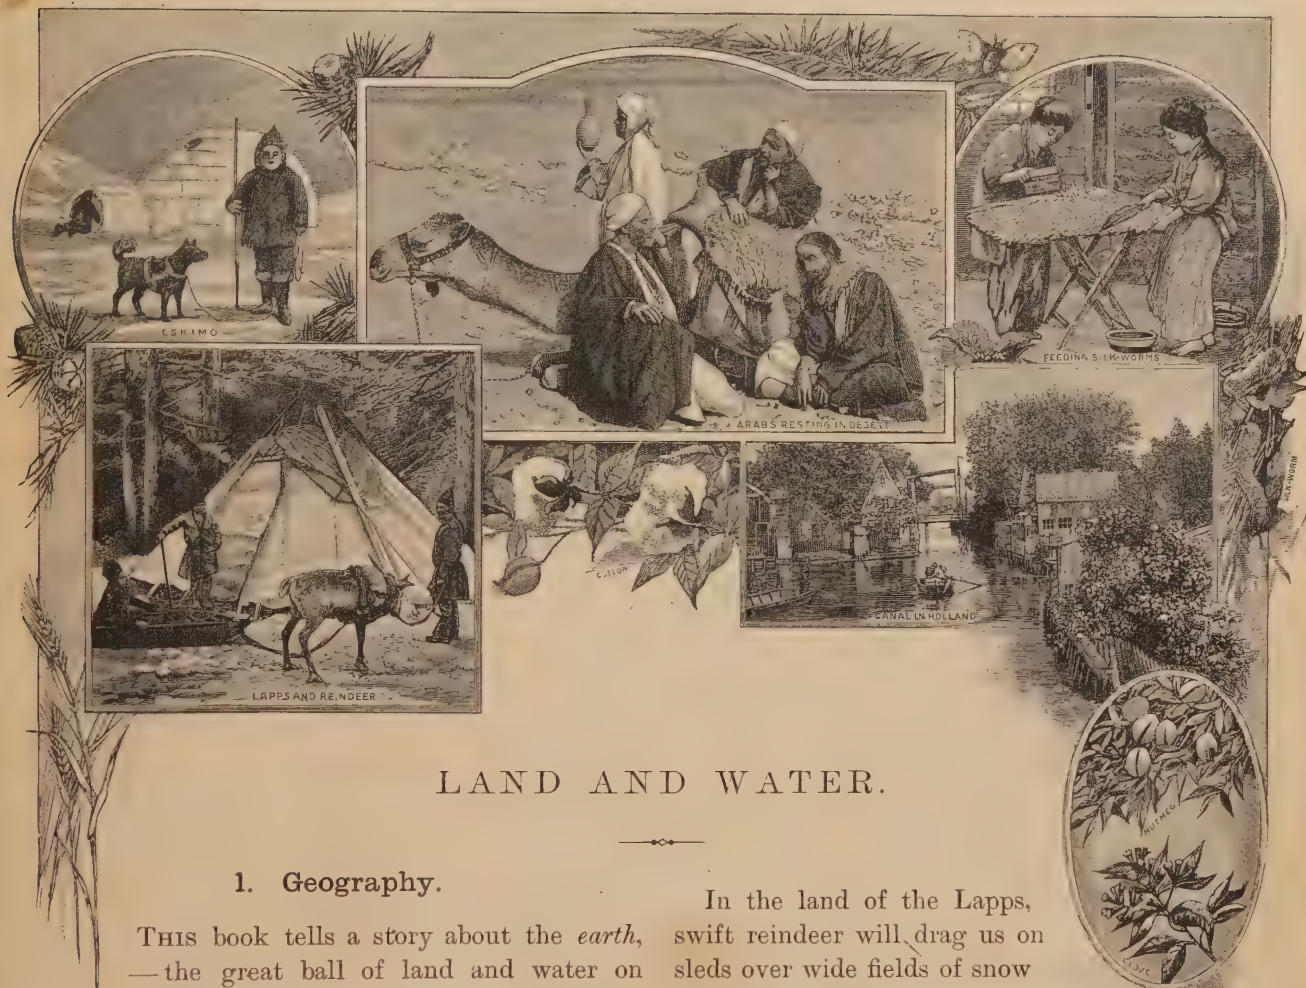 ESKIMO
ARABS RESTING IN DESERT
FEEDING SILK-WORMS
SILK-WORM
LAPPS AND REINDEER
COTTON
CANAL IN HOLLAND
NUTMEG
CLOVE
LAND AND WATER.
1. Geography.
THIS book tells a story about the earth,
—the great ball of land and water on
In the land of the Lapps,
swift reindeer will drag us on
sleds over wide fields of snow